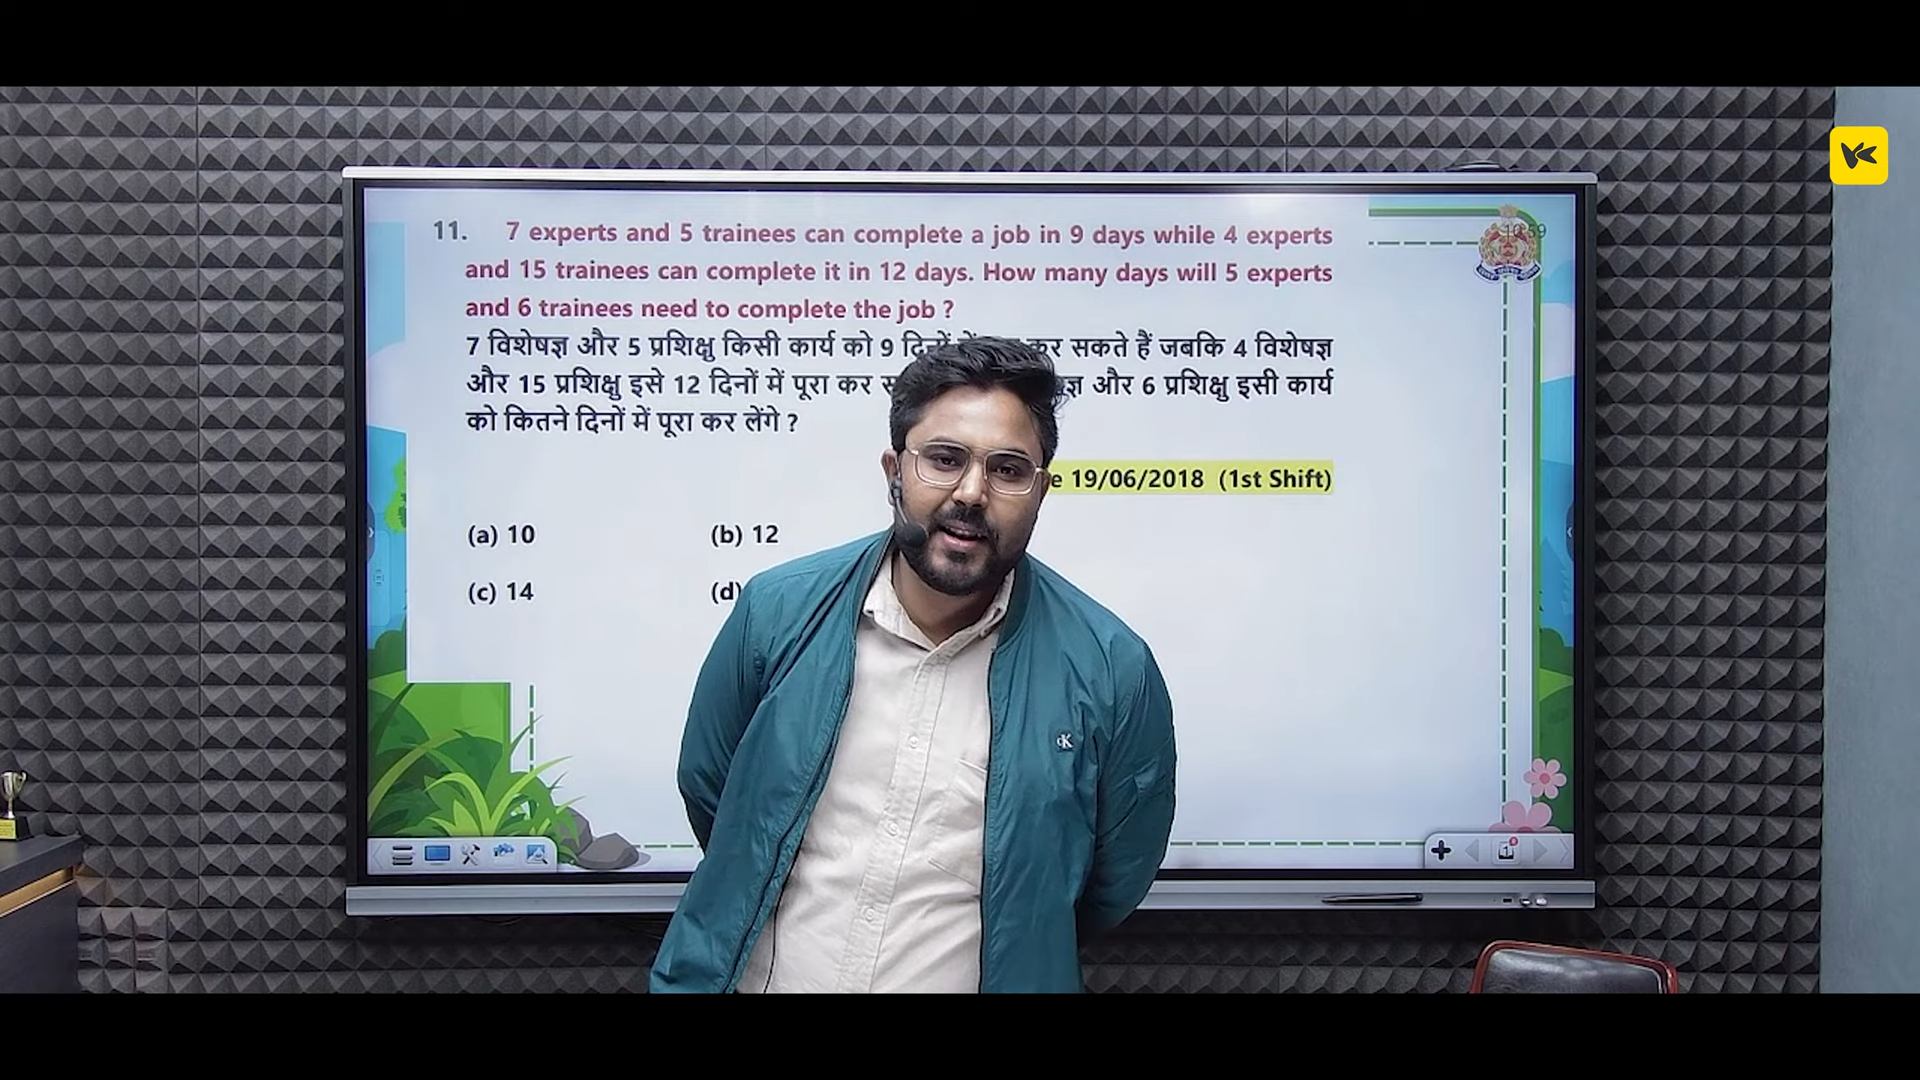 11. 7 experts and 5 trainees can complete a job in 9 days while 4 experts
and 15 trainees can complete it in 12 days. How many days will 5 experts
and 6 trainees need to complete the job ?
7 विशेषज्ञ और 5 प्रशिक्षु किसी कार्य को 9 कर सकते हैं जबकि 4 विशेषज्ञ
और 15 प्रशिक्षु इसे 12 दिनों में पूरा कर और 6 प्रशिक्षु इसी कार्य
को कितने दिनों में पूरा कर लेंगे ?
19/06/2018 (1st Shift)
(a) 10 (b) 12
(c) 14 (d)
10:59
cK